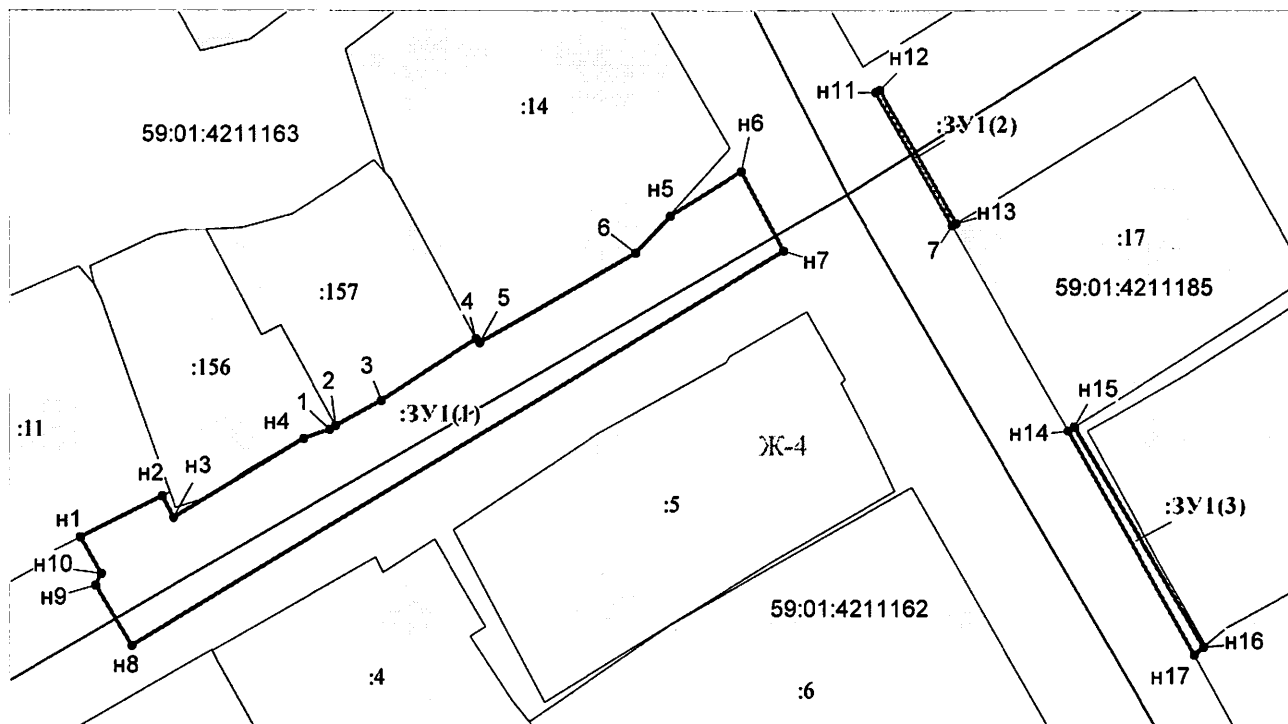 н12
н11
:14
:ЗУ1(2)
59:01:4211163
н6
н5
н13
6
7
:17
н7
:157
4
5
59:01:4211185
3
:156
2
1
:ЗУ1(1)
н4
н15
:11
н14
Ж-4
н2
н3
:5
:ЗУ1(3)
н1
н10
н9
59:01:4211162
н16
н8
н17
:4
:6